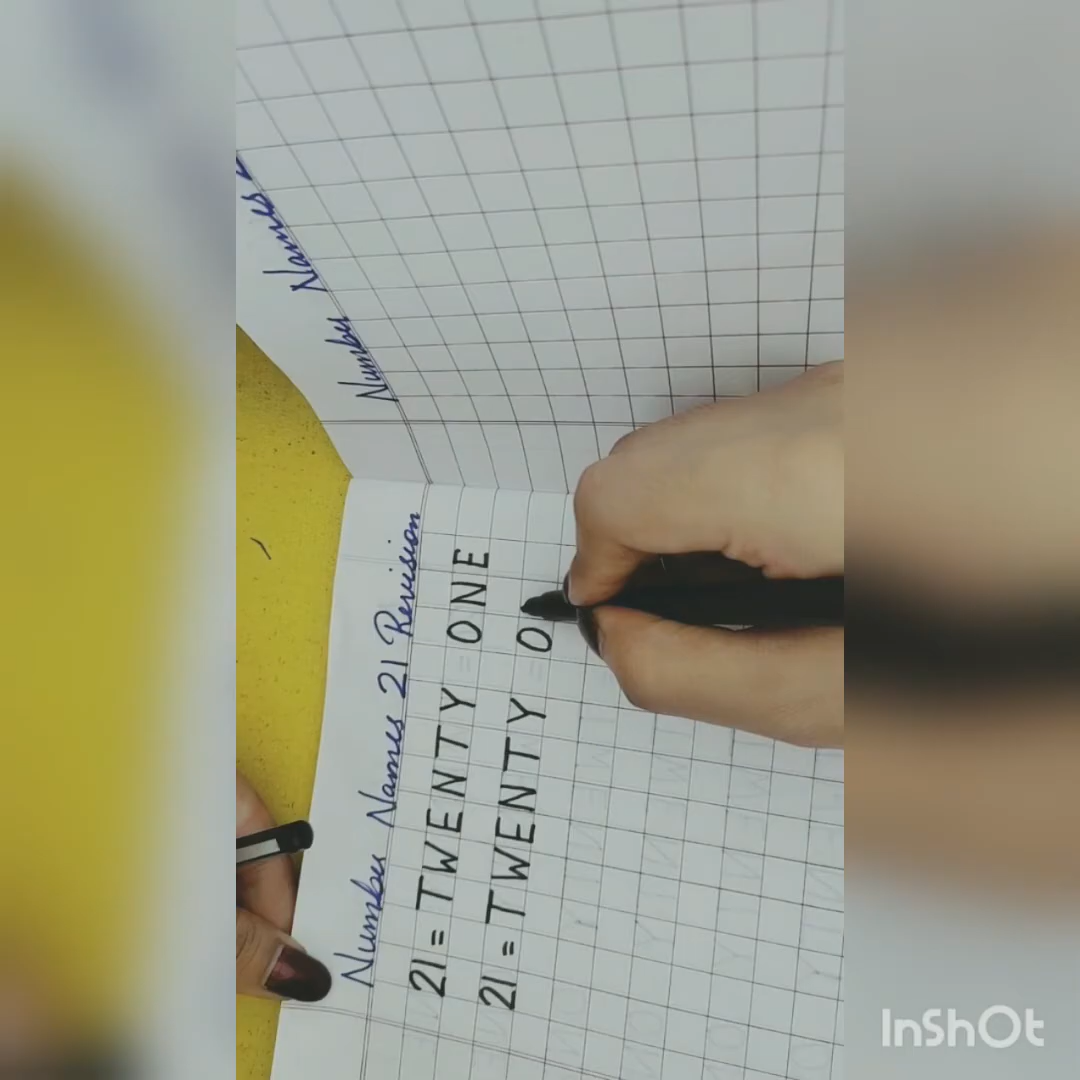 Number Names
Number Names 21 Revision
21 = TWENTY ONE
21 = TWENTY O
InShOt